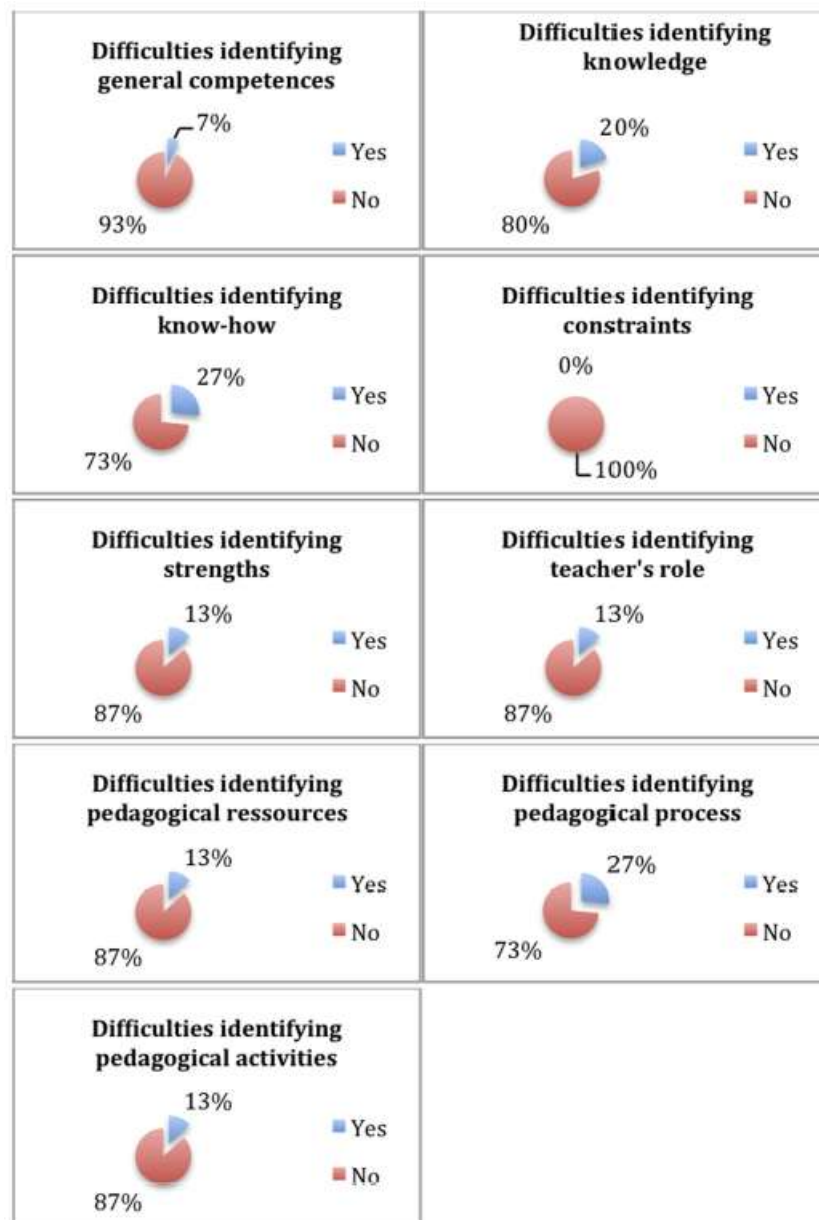 Difficulties identifying
general competences
7%
Yes
No
93%
Difficulties identifying
knowledge
20%
Yes
No
80%
Difficulties identifying
know-how
27%
Yes
No
73%
Difficulties identifying
constraints
0%
Yes
No
100%
Difficulties identifying
strengths
13%
Yes
No
87%
Difficulties identifying
teacher's role
13%
Yes
No
87%
Difficulties identifying
pedagogical ressources
13%
Yes
No
87%
Difficulties identifying
pedagogical process
27%
Yes
No
73%
Difficulties identifying
pedagogical activities
13%
Yes
No
87%